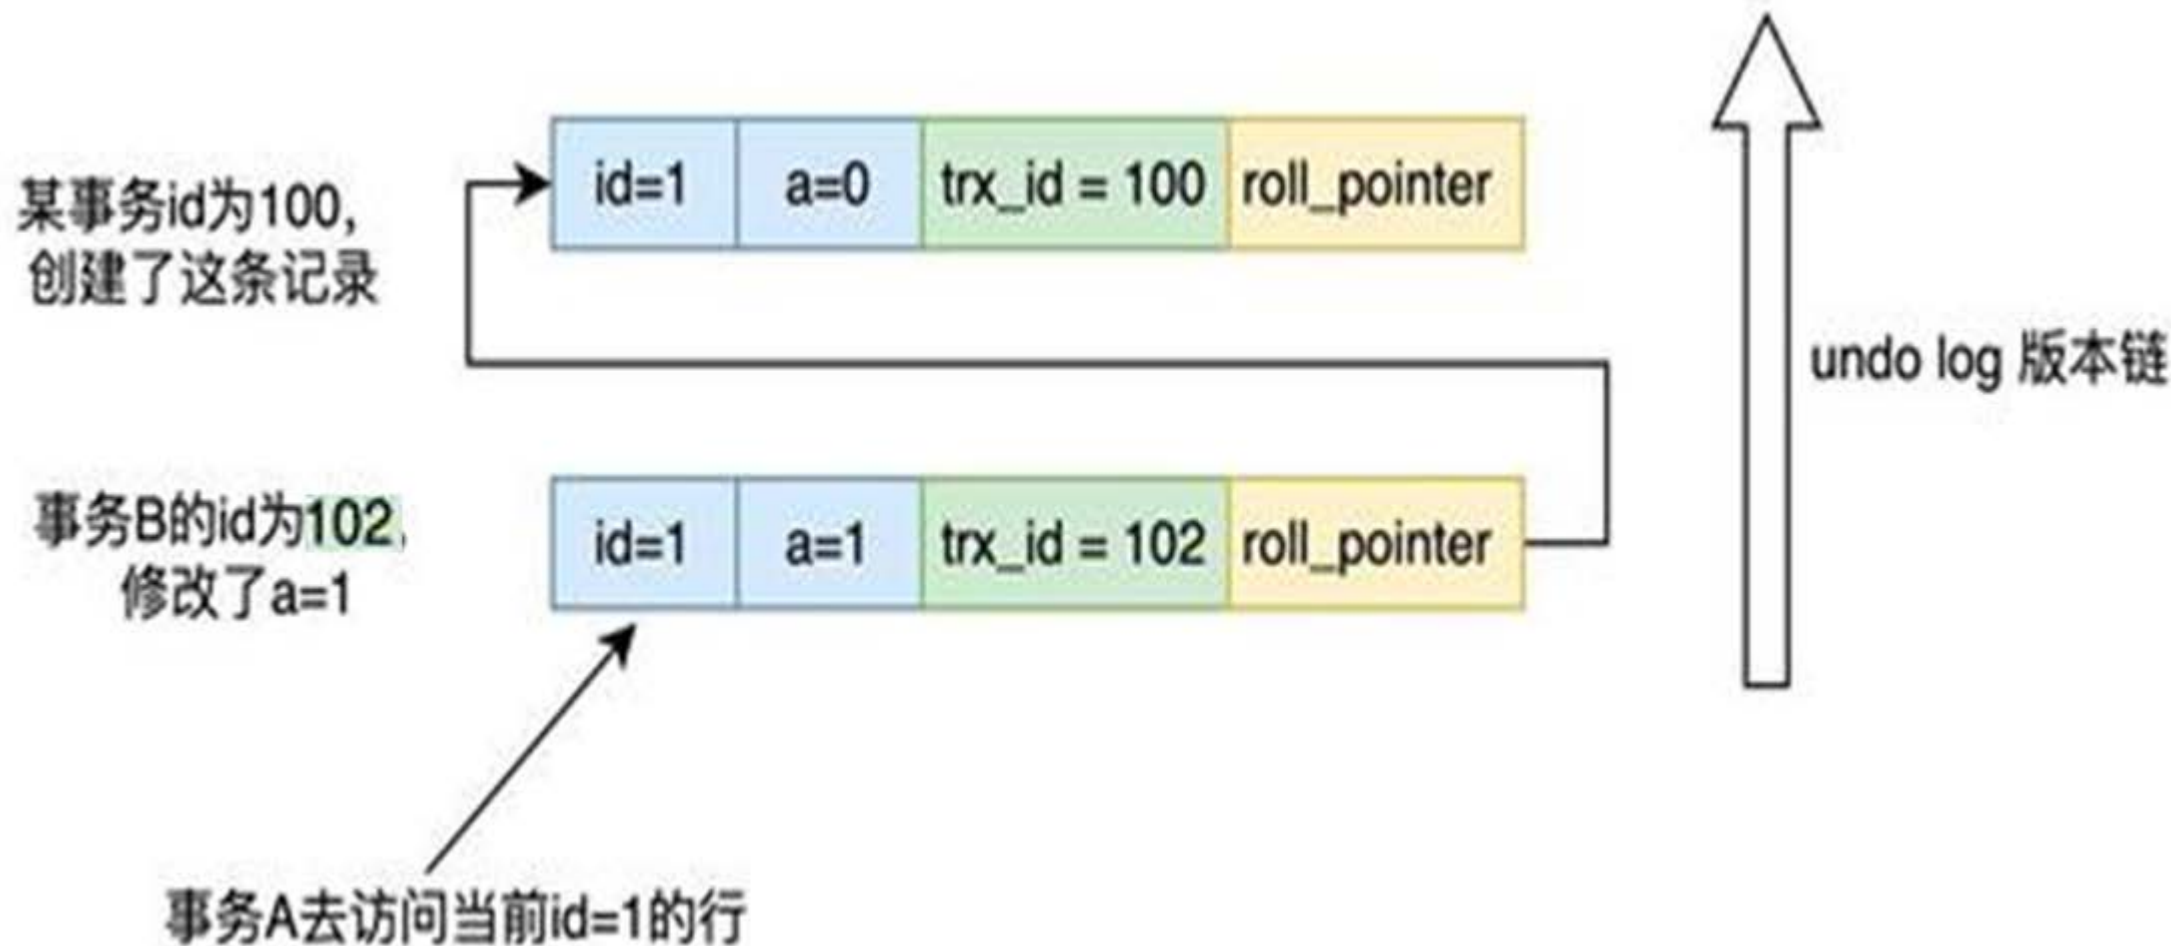 id=1 a=0 trx_id = 100 roll_pointer
某事务id为100,
创建了这条记录
undo log 版本链
事务B的id为102,
修改了a=1
id=1 a=1 trx_id = 102 roll_pointer
事务A去访问当前id=1的行